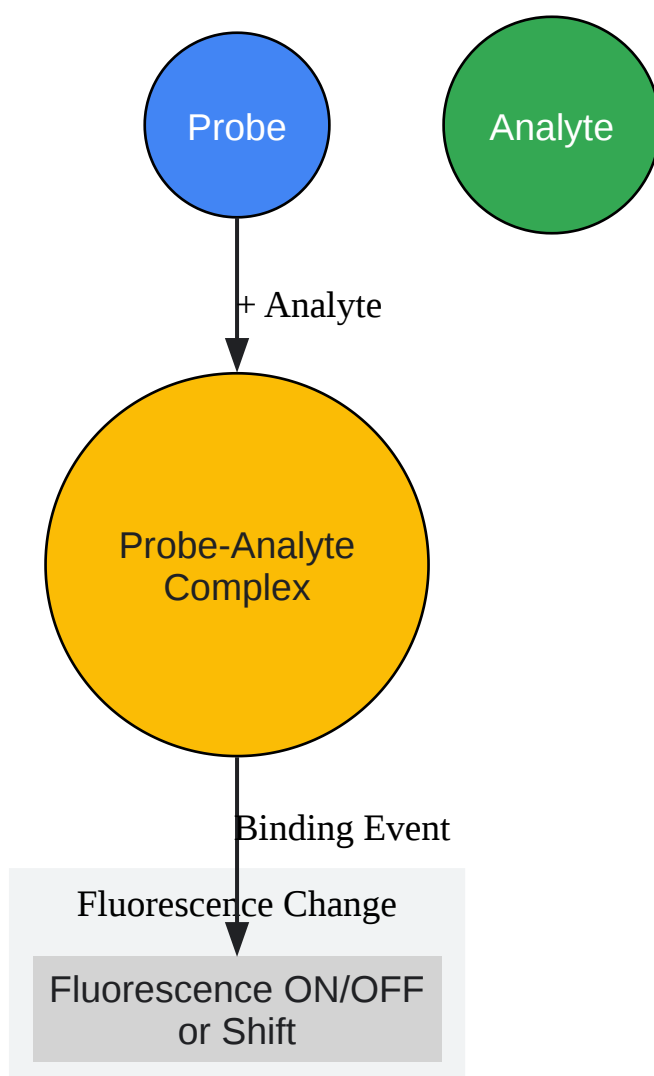 Probe
Analyte
+ Analyte
Probe-Analyte
Complex
Binding Event
Fluorescence Change
Fluorescence ON/OFF
or Shift